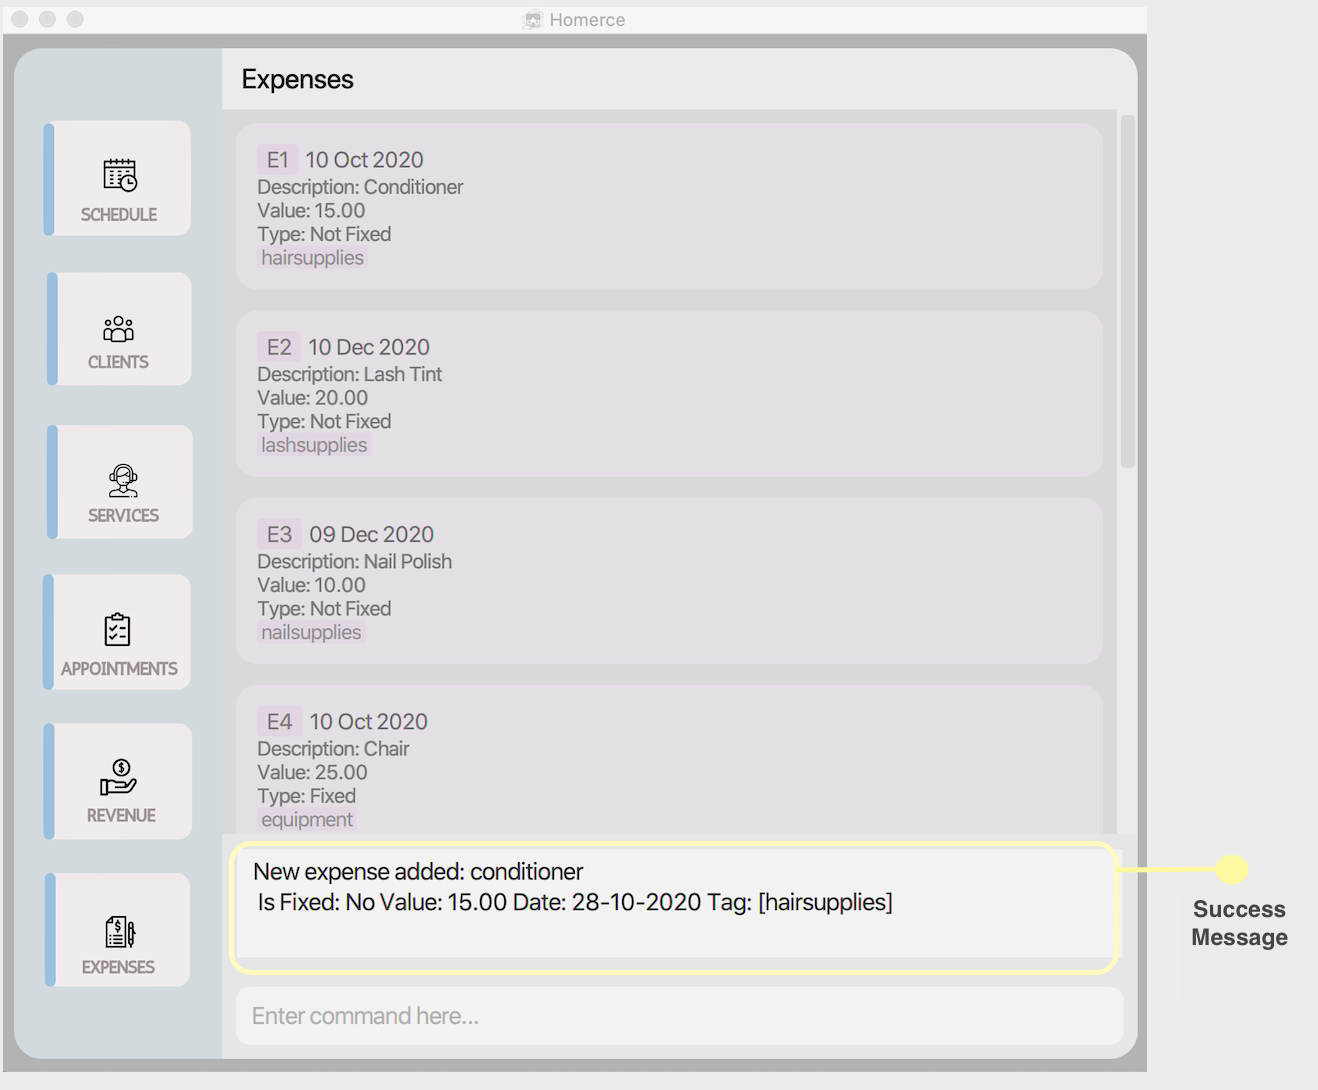 Homerce
Expenses
SCHEDULE
CLIENTS
SERVICES
APPOINTMENTS
REVENUE
EXPENSES
E1 10 Oct 2020
Description: Conditioner
Value: 15.00
Type: Not Fixed
hairsupplies
E2 10 Dec 2020
Description: Lash Tint
Value: 20.00
Type: Not Fixed
lashsupplies
E3 09 Dec 2020
Description: Nail Polish
Value: 10.00
Type: Not Fixed
nailsupplies
E4 10 Oct 2020
Description: Chair
Value: 25.00
Type: Fixed
equipment
New expense added: conditioner
Is Fixed: No Value: 15.00 Date: 28-10-2020 Tag: [hairsupplies]
Enter command here...
Success
Message